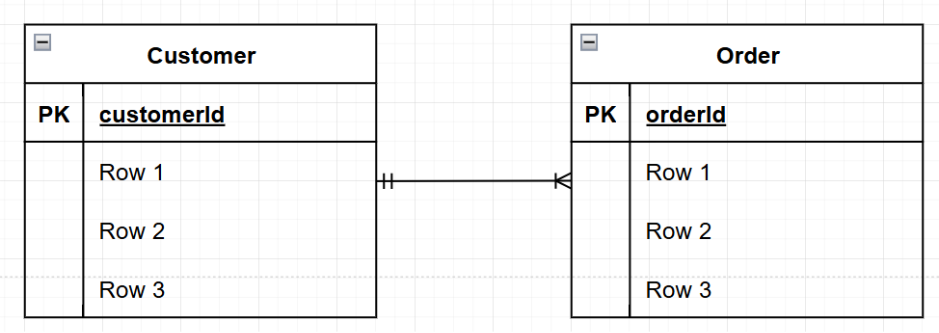 Customer
PK customerId
Row 1
Row 2
Row 3
Order
PK orderId
Row 1
Row 2
Row 3